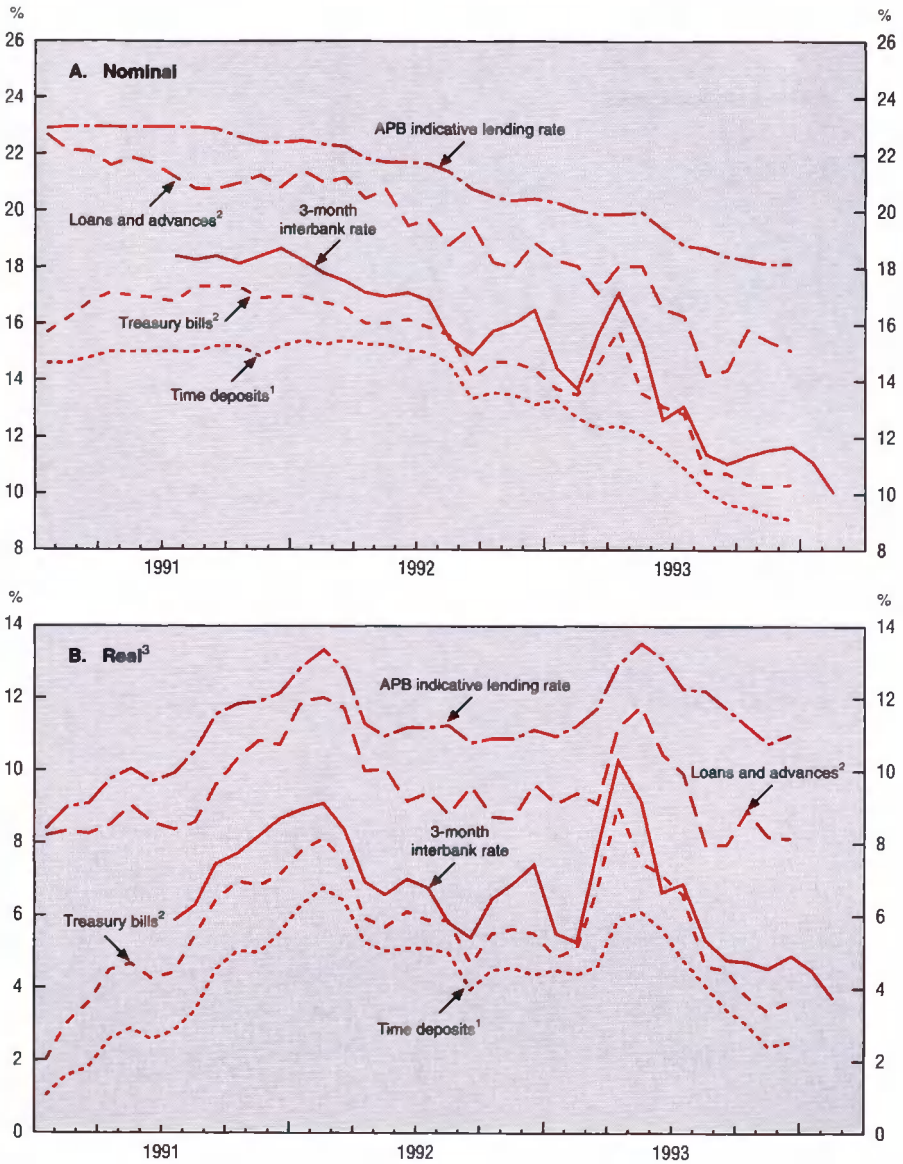 % %
26 26
A. Nominal
24 24
APB indicative lending rate
22 22
20 20
Loans and advances²
3-month
interbank rate
18 18
16 16
Treasury bills²
14 14
Time deposits¹
12 12
10 10
8 8
1991 1992 1993
% %
14 14
B. Real³
APB indicative lending rate
12 12
10 10
Loans and advances²
8 8
3-month
interbank rate
6 6
Treasury bills²
4 4
Time deposits¹
2 2
0 0
1991 1992 1993